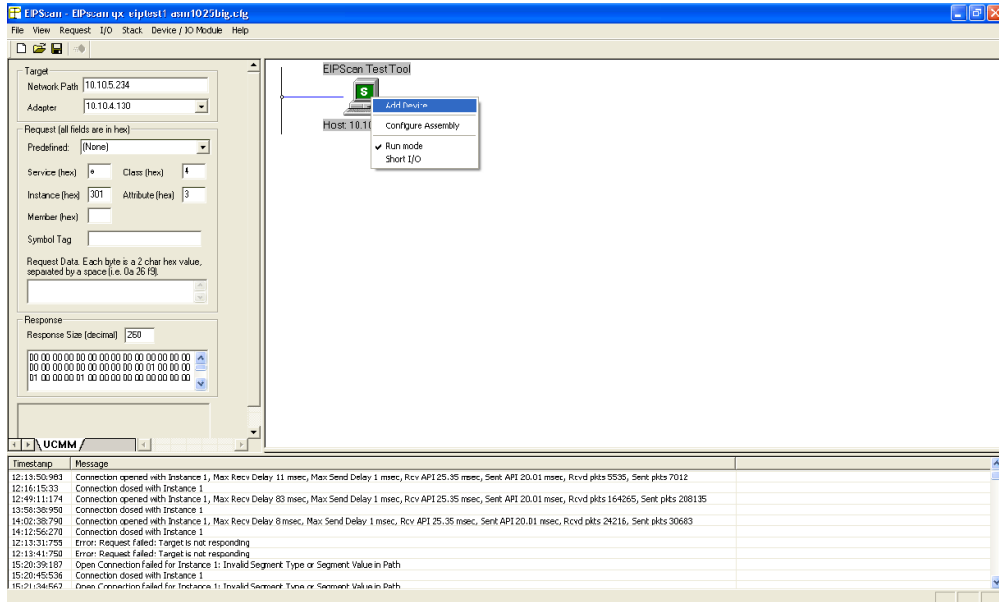 EIPScan - EIPscan qx eiptest1 asm1025big.cfg
File View Request I/O Stack Device / IO Module Help
Target
Network Path 10.10.5.234
Adapter 10.10.4.130
Request (all fields are in hex)
Predefined: (None)
Service (hex) e Class (hex) 4
Instance (hex) 301 Attribute (hex) 3
Member (hex)
Symbol Tag
Request Data. Each byte is a 2 char hex value,
separated by a space (i.e. 0a 26 f9).
Response
Response Size (decimal) 260
00 00 00 00 00 00 00 00 00 00 00 00 00 00
00 00 00 00 00 00 00 00 00 00 01 00 00 00
01 00 00 00 01 00 00 00 00 00 00 00 00 00
UCMM
EIPScan TestTool
S
Host: 10.10
Add Device
Configure Assembly
Run mode
Short I/O
Timestamp Message
12:13:50:983 Connection opened with Instance 1, Max Recv Delay 11 msec, Max Send Delay 1 msec, Rcv API 25.35 msec, Sent API 20.01 msec, Rcvd pkts 5535, Sent pkts 7012
12:16:15:33 Connection closed with Instance 1
12:49:11:174 Connection opened with Instance 1, Max Recv Delay 83 msec, Max Send Delay 1 msec, Rcv API 25.35 msec, Sent API 20.01 msec, Rcvd pkts 164265, Sent pkts 208135
13:58:38:950 Connection closed with Instance 1
14:02:38:790 Connection opened with Instance 1, Max Recv Delay 8 msec, Max Send Delay 1 msec, Rcv API 25.35 msec, Sent API 20.01 msec, Rcvd pkts 24216, Sent pkts 30683
14:12:56:270 Connection closed with Instance 1
12:13:31:755 Error: Request failed: Target is not responding
12:13:41:750 Error: Request failed: Target is not responding
15:20:39:187 Open Connection failed for Instance 1: Invalid Segment Type or Segment Value in Path
15:20:45:536 Connection closed with Instance 1
15:21:34:567 Open Connection failed for Instance 1: Invalid Segment Type or Segment Value in Path